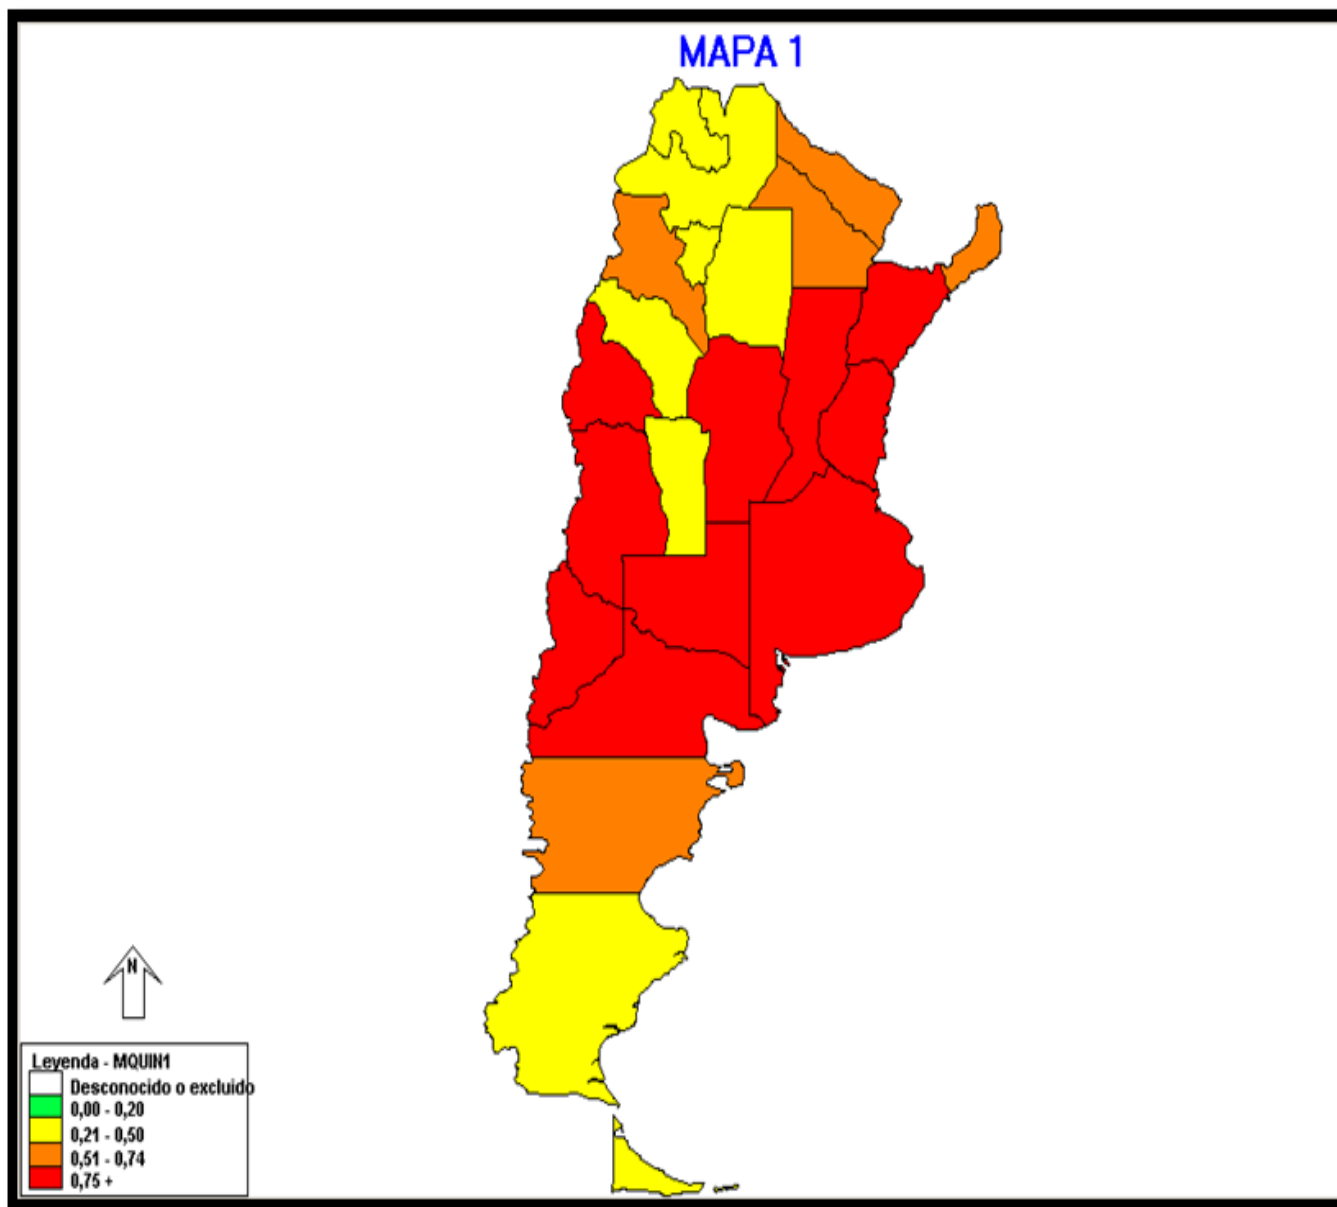 MAPA 1
N
Leyenda - MQUIN1
Desconocido o excluido
0,00 - 0,20
0,21 - 0,50
0,51 - 0,74
0,75 +